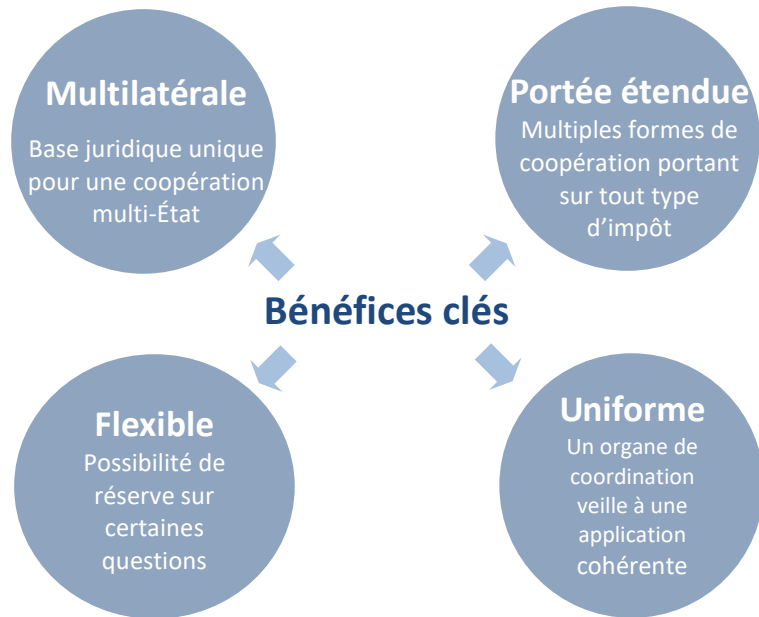 Multilatérale
Base juridique unique
pour une coopération
multi-État
Portée étendue
Multiples formes de
coopération portant
sur tout type
d’impôt
Bénéfices clés
Flexible
Possibilité de
réserve sur
certaines
questions
Uniforme
Un organe de
coordination
veille à une
application
cohérente